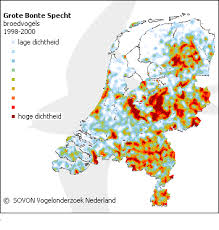 Grote Bonte Specht
broedvogels
1998-2000
lage dichtheid
hoge dichtheid
© SOVON Vogelonderzoek Nederland